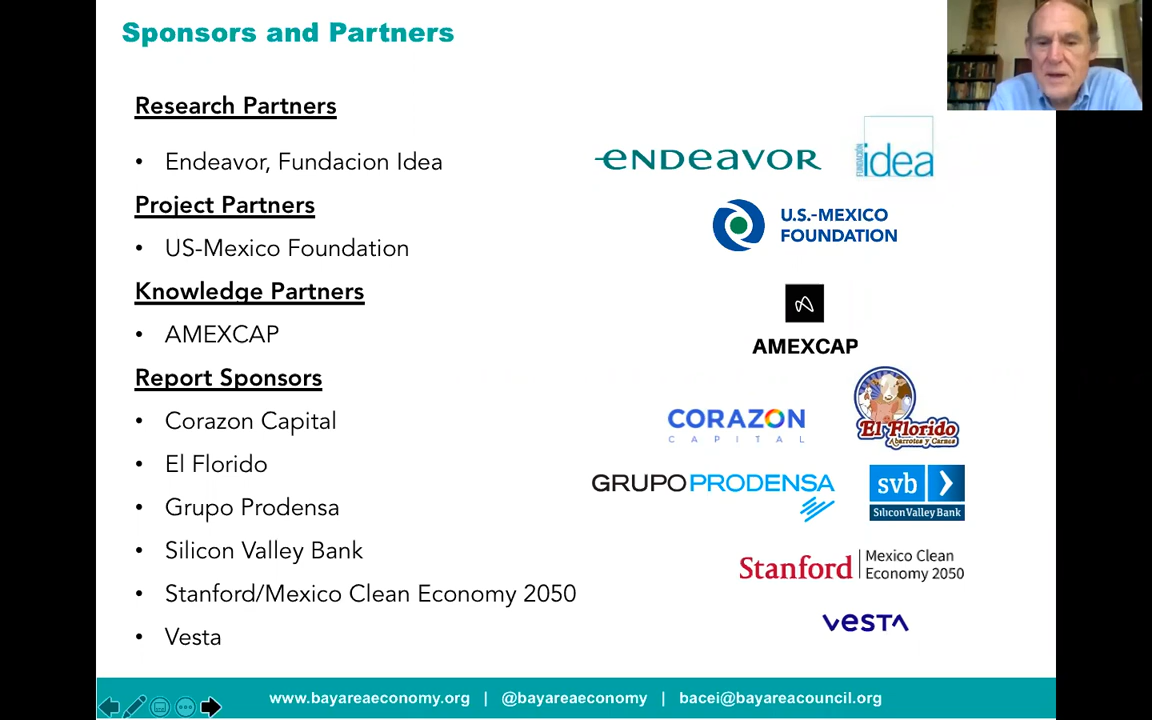 Sponsors and Partners
Research Partners
• Endeavor, Fundacion Idea
Project Partners
• US-Mexico Foundation
Knowledge Partners
• AMEXCAP
Report Sponsors
• Corazon Capital
• El Florido
• Grupo Prodensa
• Silicon Valley Bank
• Stanford/Mexico Clean Economy 2050
• Vesta
ENDEAVOR
FUNDACIÓN
idea
U.S.-MEXICO
FOUNDATION
AMEXCAP
CORAZON
CAPITAL
El Florido
Abarrotes y Carnes
GRUPOPRODENSA
svb
Silicon Valley Bank
Stanford
Mexico Clean
Economy 2050
VESTA
www.bayareaeconomy.org | @bayareaeconomy | bacei@bayareacouncil.org